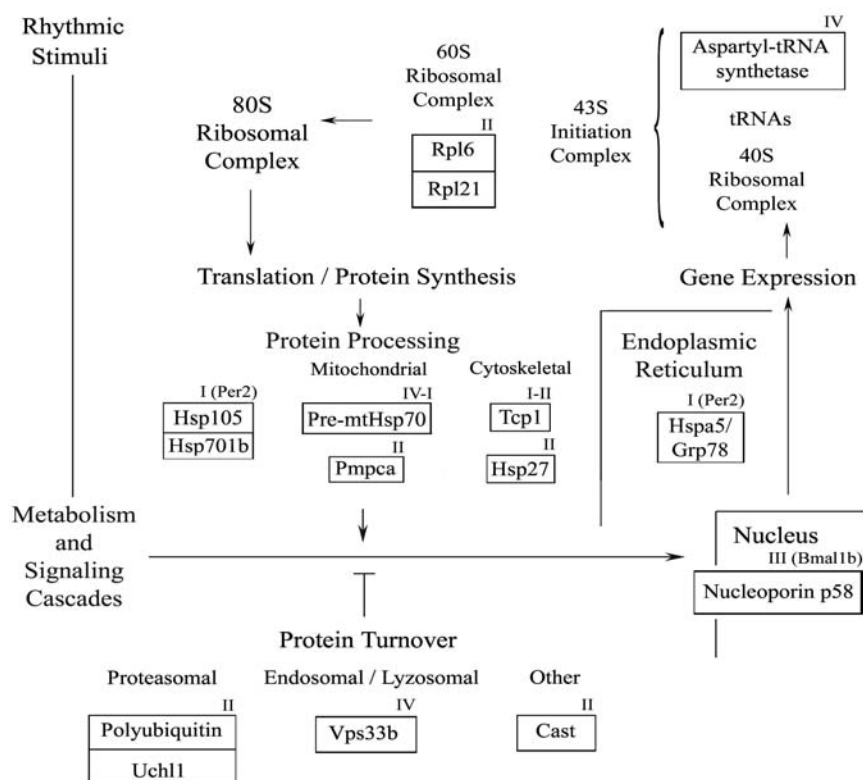 Rhythmic
Stimuli
60S
Ribosomal
Complex
II
Rpl6
Rpl21
80S
Ribosomal
Complex
43S
Initiation
Complex
IV
Aspartyl-tRNA
synthetase
tRNAs
40S
Ribosomal
Complex
Translation / Protein Synthesis
Gene Expression
Protein Processing
Mitochondrial
Cytoskeletal
I (Per2)
Hsp105
Hsp701b
IV-I
Pre-mtHsp70
II
Pmpca
I-II
Tcp1
II
Hsp27
Endoplasmic
Reticulum
I (Per2)
Hspa5/
Grp78
Metabolism
and
Signaling
Cascades
Nucleus
III (Bmal1b)
Nucleoporin p58
Protein Turnover
Proteasomal
Endosomal / Lyzosomal
Other
II
Polyubiquitin
Uchl1
IV
Vps33b
II
Cast